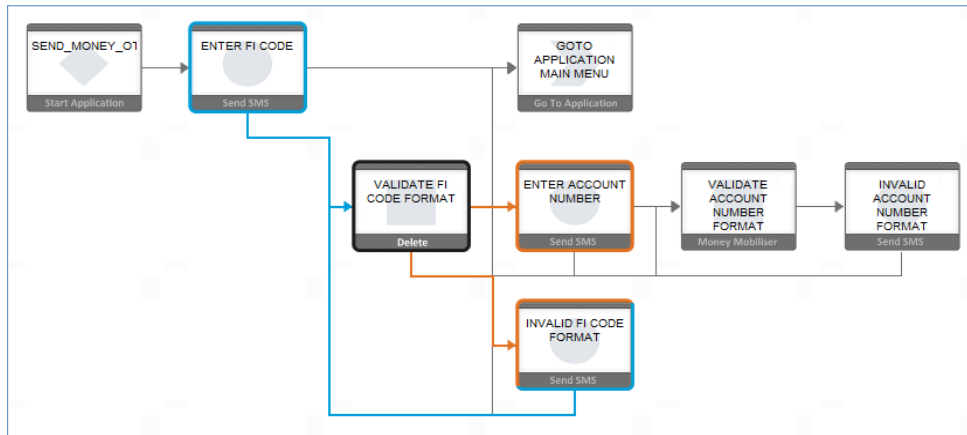 SEND_MONEY_OT
Start Application
ENTER FI CODE
Send SMS
GOTO
APPLICATION
MAIN MENU
Go To Application
VALIDATE FI
CODE FORMAT
Delete
ENTER ACCOUNT
NUMBER
Send SMS
VALIDATE
ACCOUNT
NUMBER
FORMAT
Money Mobiliser
INVALID
ACCOUNT
NUMBER
FORMAT
Send SMS
INVALID FI CODE
FORMAT
Send SMS